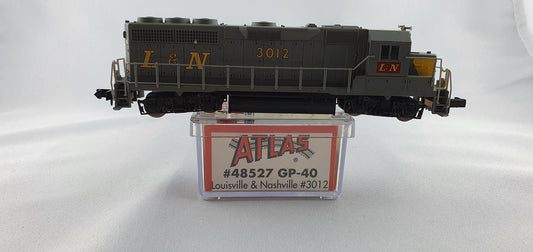 L & N
3012
L&N
ATLAS
#48527 GP-40
Louisville & Nashville #3012